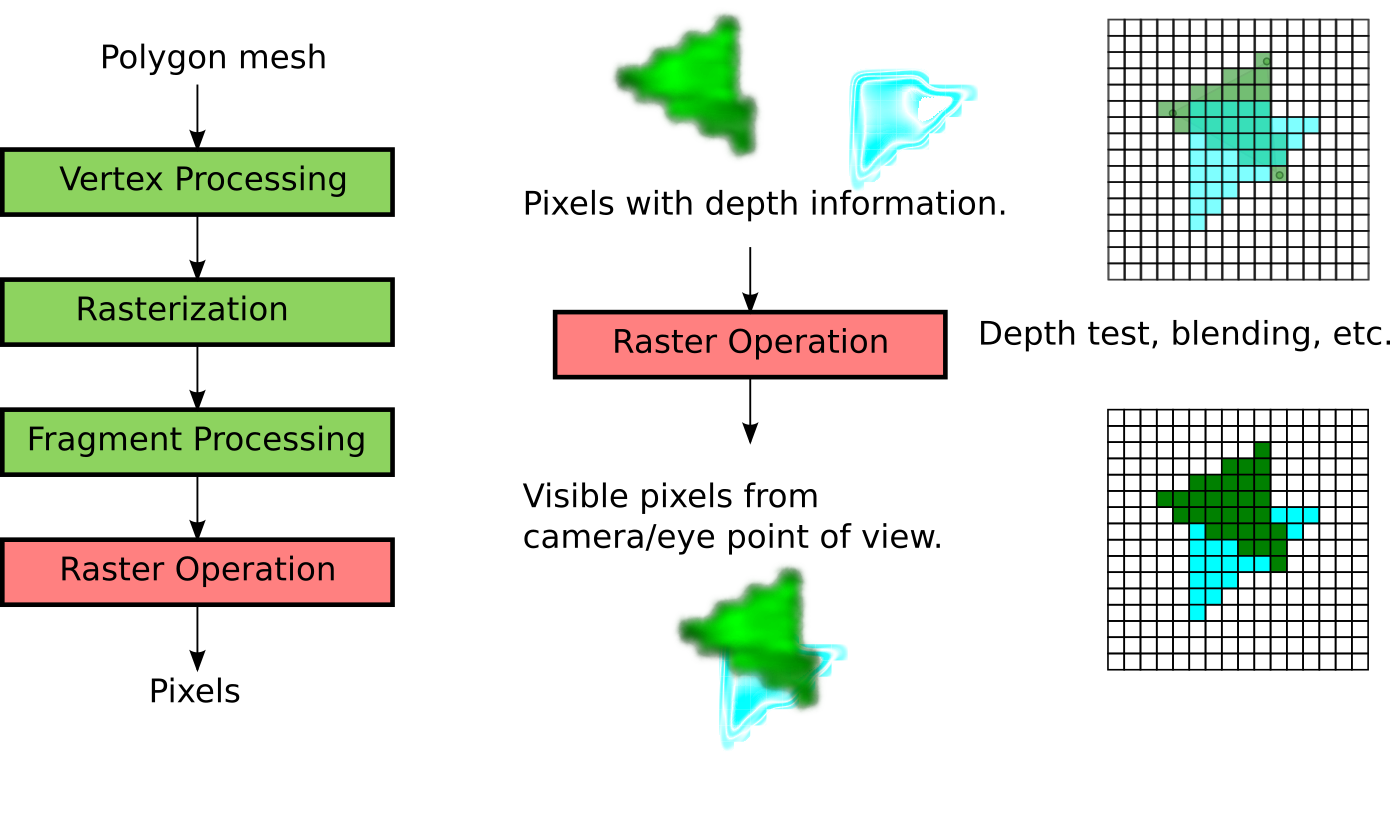 Polygon mesh
Vertex Processing
Rasterization
Fragment Processing
Raster Operation
Pixels
Pixels with depth information.
Raster Operation
Depth test, blending, etc.
Visible pixels from
camera/eye point of view.